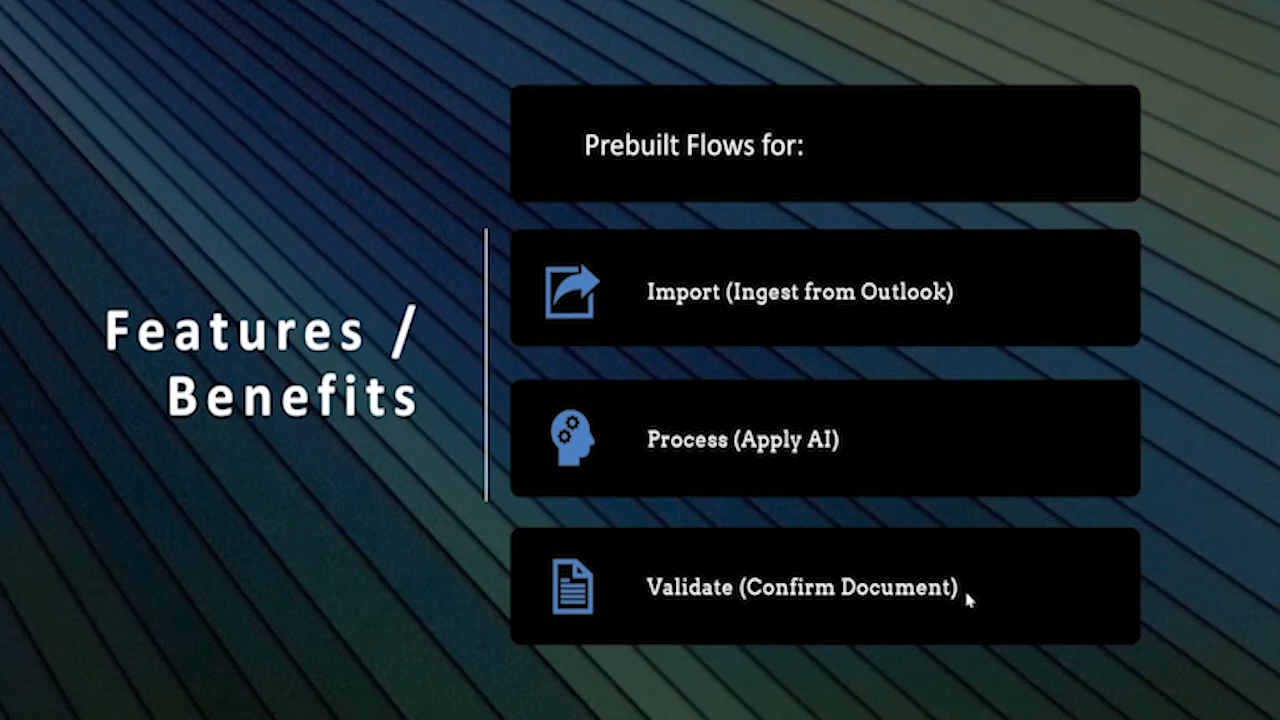 Features /
Benefits
Prebuilt Flows for:
Import (Ingest from Outlook)
Process (Apply AI)
Validate (Confirm Document)